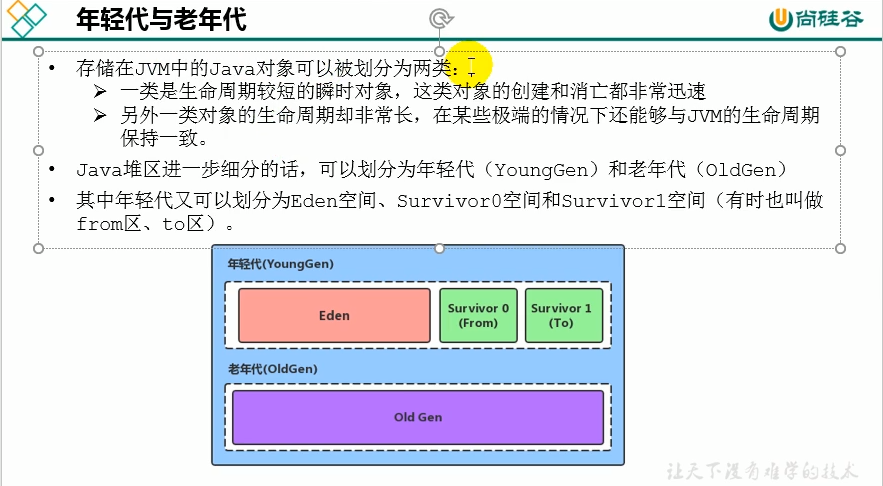 年轻代与老年代
尚硅谷
• 存储在JVM中的Java对象可以被划分为两类：
➢ 一类是生命周期较短的瞬时对象，这类对象的创建和消亡都非常迅速
➢ 另外一类对象的生命周期却非常长，在某些极端的情况下还能够与JVM的生命周期
保持一致。
• Java堆区进一步细分的话，可以划分为年轻代（YoungGen）和老年代（OldGen）
• 其中年轻代又可以划分为Eden空间、Survivor0空间和Survivor1空间（有时也叫做
from区、to区）。
年轻代(YoungGen)
Eden
Survivor 0
(From)
Survivor 1
(To)
老年代(OldGen)
Old Gen
让天下没有难学的技术